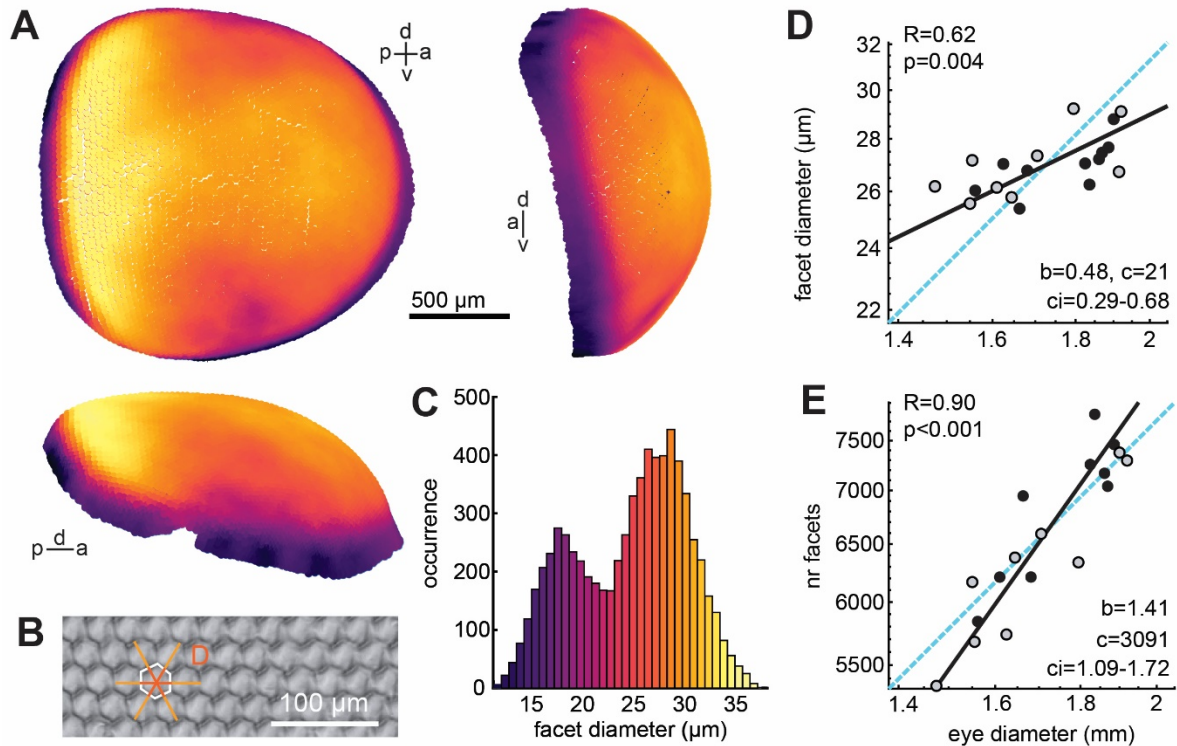 A
d
p a
v
d
a
v
500 µm
p d a
B
D
100 µm
C
500
400
300
200
100
0
occurrence
15 20 25 30 35
facet diameter (µm)
D
R=0.62
p=0.004
32
30
28
26
24
22
facet diameter (µm)
b=0.48, c=21
ci=0.29-0.68
1.4 1.6 1.8 2
E
R=0.90
p<0.001
7500
7000
6500
6000
5500
nr facets
b=1.41
c=3091
ci=1.09-1.72
1.4 1.6 1.8 2
eye diameter (mm)